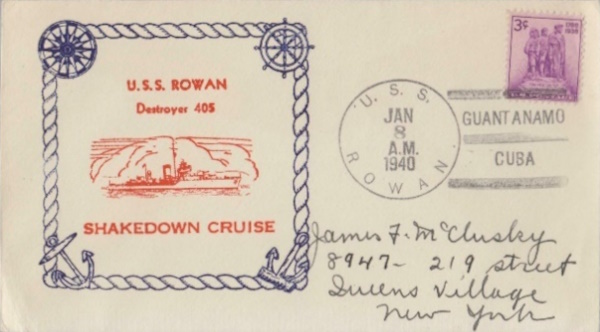 U.S.S. ROWAN
Destroyer 405
SHAKEDOWN CRUISE
3¢
U. S. S.
JAN
8
A.M.
1940
ROWAN
GUANTANAMO
CUBA
James F. McClusky
8947- 219 street
Queens Village
New York